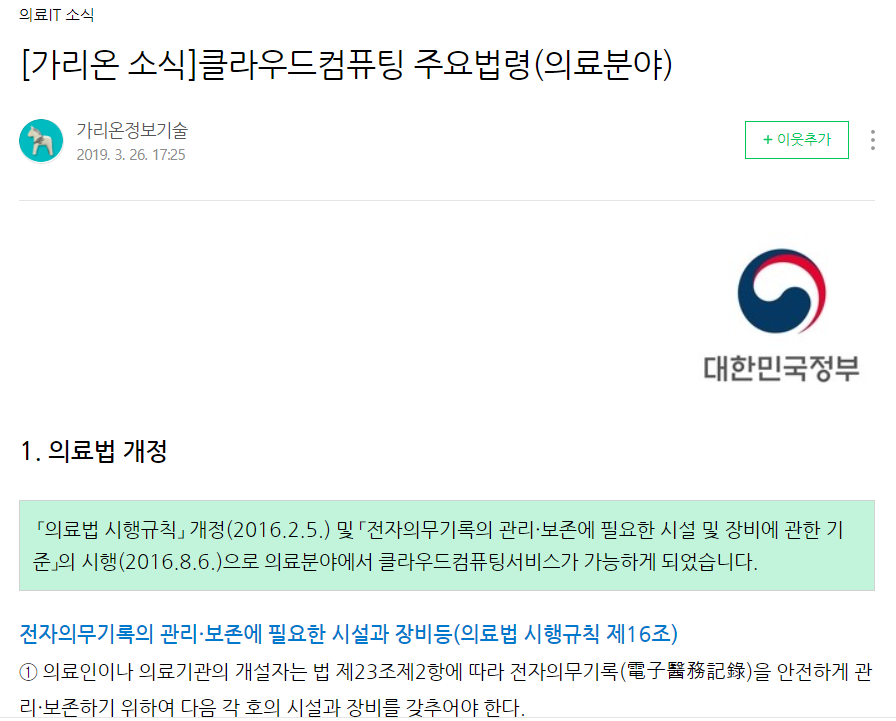 의료IT 소식
[가리온 소식]클라우드컴퓨팅 주요법령(의료분야)
가리온정보기술
2019. 3. 26. 17:25
+ 이웃추가
대한민국정부
1. 의료법 개정
「의료법 시행규칙」 개정(2016.2.5.) 및 「전자의무기록의 관리·보존에 필요한 시설 및 장비에 관한 기
준」의 시행(2016.8.6.)으로 의료분야에서 클라우드컴퓨팅서비스가 가능하게 되었습니다.
전자의무기록의 관리·보존에 필요한 시설과 장비등(의료법 시행규칙 제16조)
① 의료인이나 의료기관의 개설자는 법 제23조제2항에 따라 전자의무기록(電子醫務記錄)을 안전하게 관
리·보존하기 위하여 다음 각 호의 시설과 장비를 갖추어야 한다.